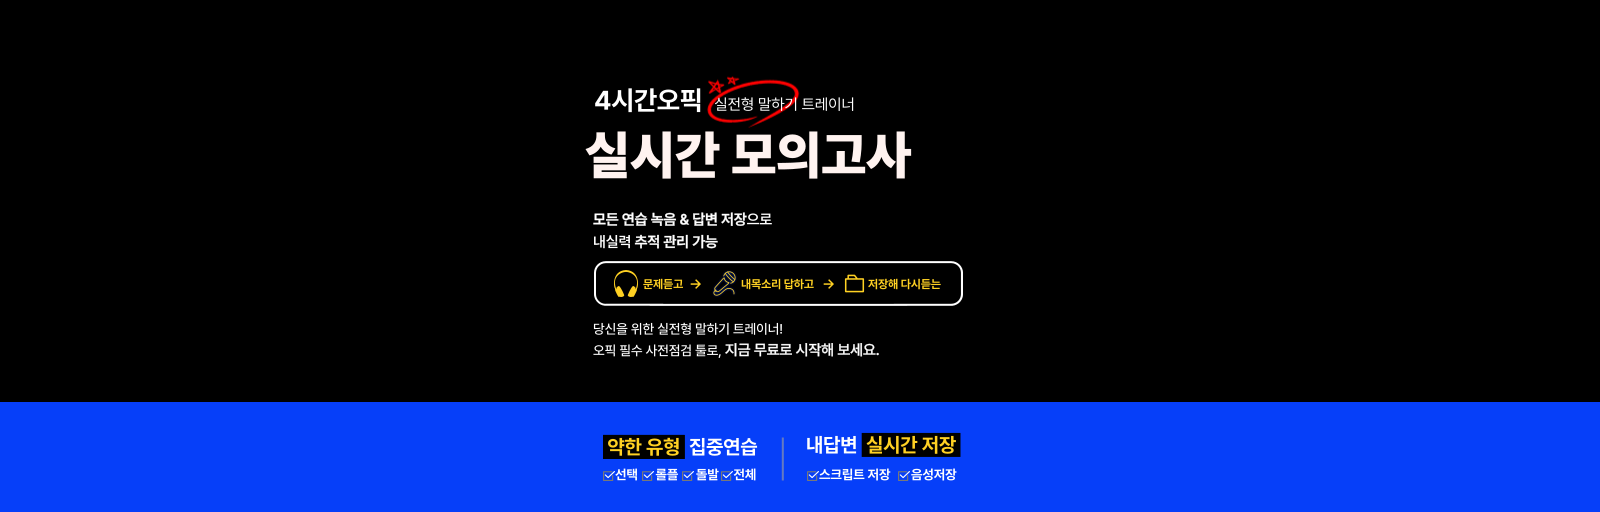 4시간오픽 실전형 말하기 트레이너
실시간 모의고사
모든 연습 녹음 & 답변 저장으로
내실력 추적 관리 가능
문제듣고 → 내목소리 답하고 → 저장해 다시듣는
당신을 위한 실전형 말하기 트레이너!
오픽 필수 사전점검 툴로, 지금 무료로 시작해 보세요.
약한 유형 집중연습
선택 롤플 돌발 전체
내답변 실시간 저장
스크립트 저장 음성저장